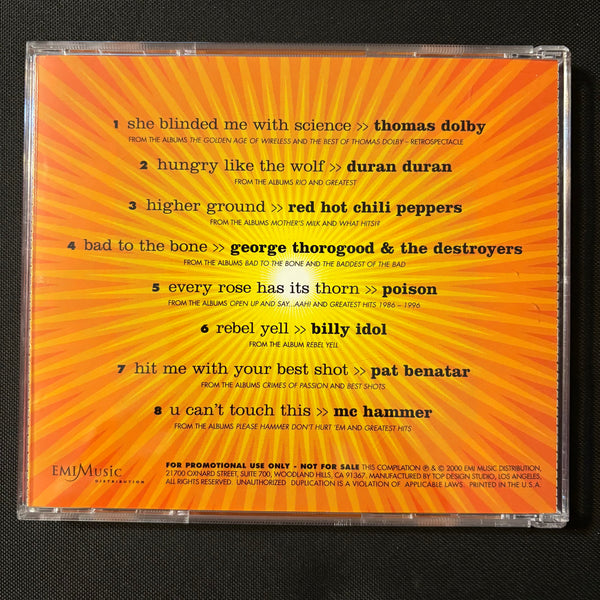 1 she blinded me with science >> thomas dolby
FROM THE ALBUMS THE GOLDEN AGE OF WIRELESS AND THE BEST OF THOMAS DOLBY – RETROSPECTACLE
2 hungry like the wolf >> duran duran
FROM THE ALBUMS RIO AND GREATEST
3 higher ground >> red hot chili peppers
FROM THE ALBUMS MOTHER'S MILK AND WHAT HITS!?
4 bad to the bone >> george thorogood & the destroyers
FROM THE ALBUMS BAD TO THE BONE AND THE BADDEST OF THE BAD
5 every rose has its thorn >> poison
FROM THE ALBUMS OPEN UP AND SAY...AAH! AND GREATEST HITS 1986 – 1996
6 rebel yell >> billy idol
FROM THE ALBUM REBEL YELL
7 hit me with your best shot >> pat benatar
FROM THE ALBUMS CRIMES OF PASSION AND BEST SHOTS
8 u can't touch this >> mc hammer
FROM THE ALBUMS PLEASE HAMMER DON'T HURT 'EM AND GREATEST HITS
EMI Music
DISTRIBUTION
FOR PROMOTIONAL USE ONLY - NOT FOR SALE THIS COMPILATION ℗ & © 2000 EMI MUSIC DISTRIBUTION,
21700 OXNARD STREET, SUITE 700, WOODLAND HILLS, CA 91367. MANUFACTURED BY TOP DESIGN STUDIO, LOS ANGELES,
ALL RIGHTS RESERVED. UNAUTHORIZED DUPLICATION IS A VIOLATION OF APPLICABLE LAWS. PRINTED IN THE U.S.A.